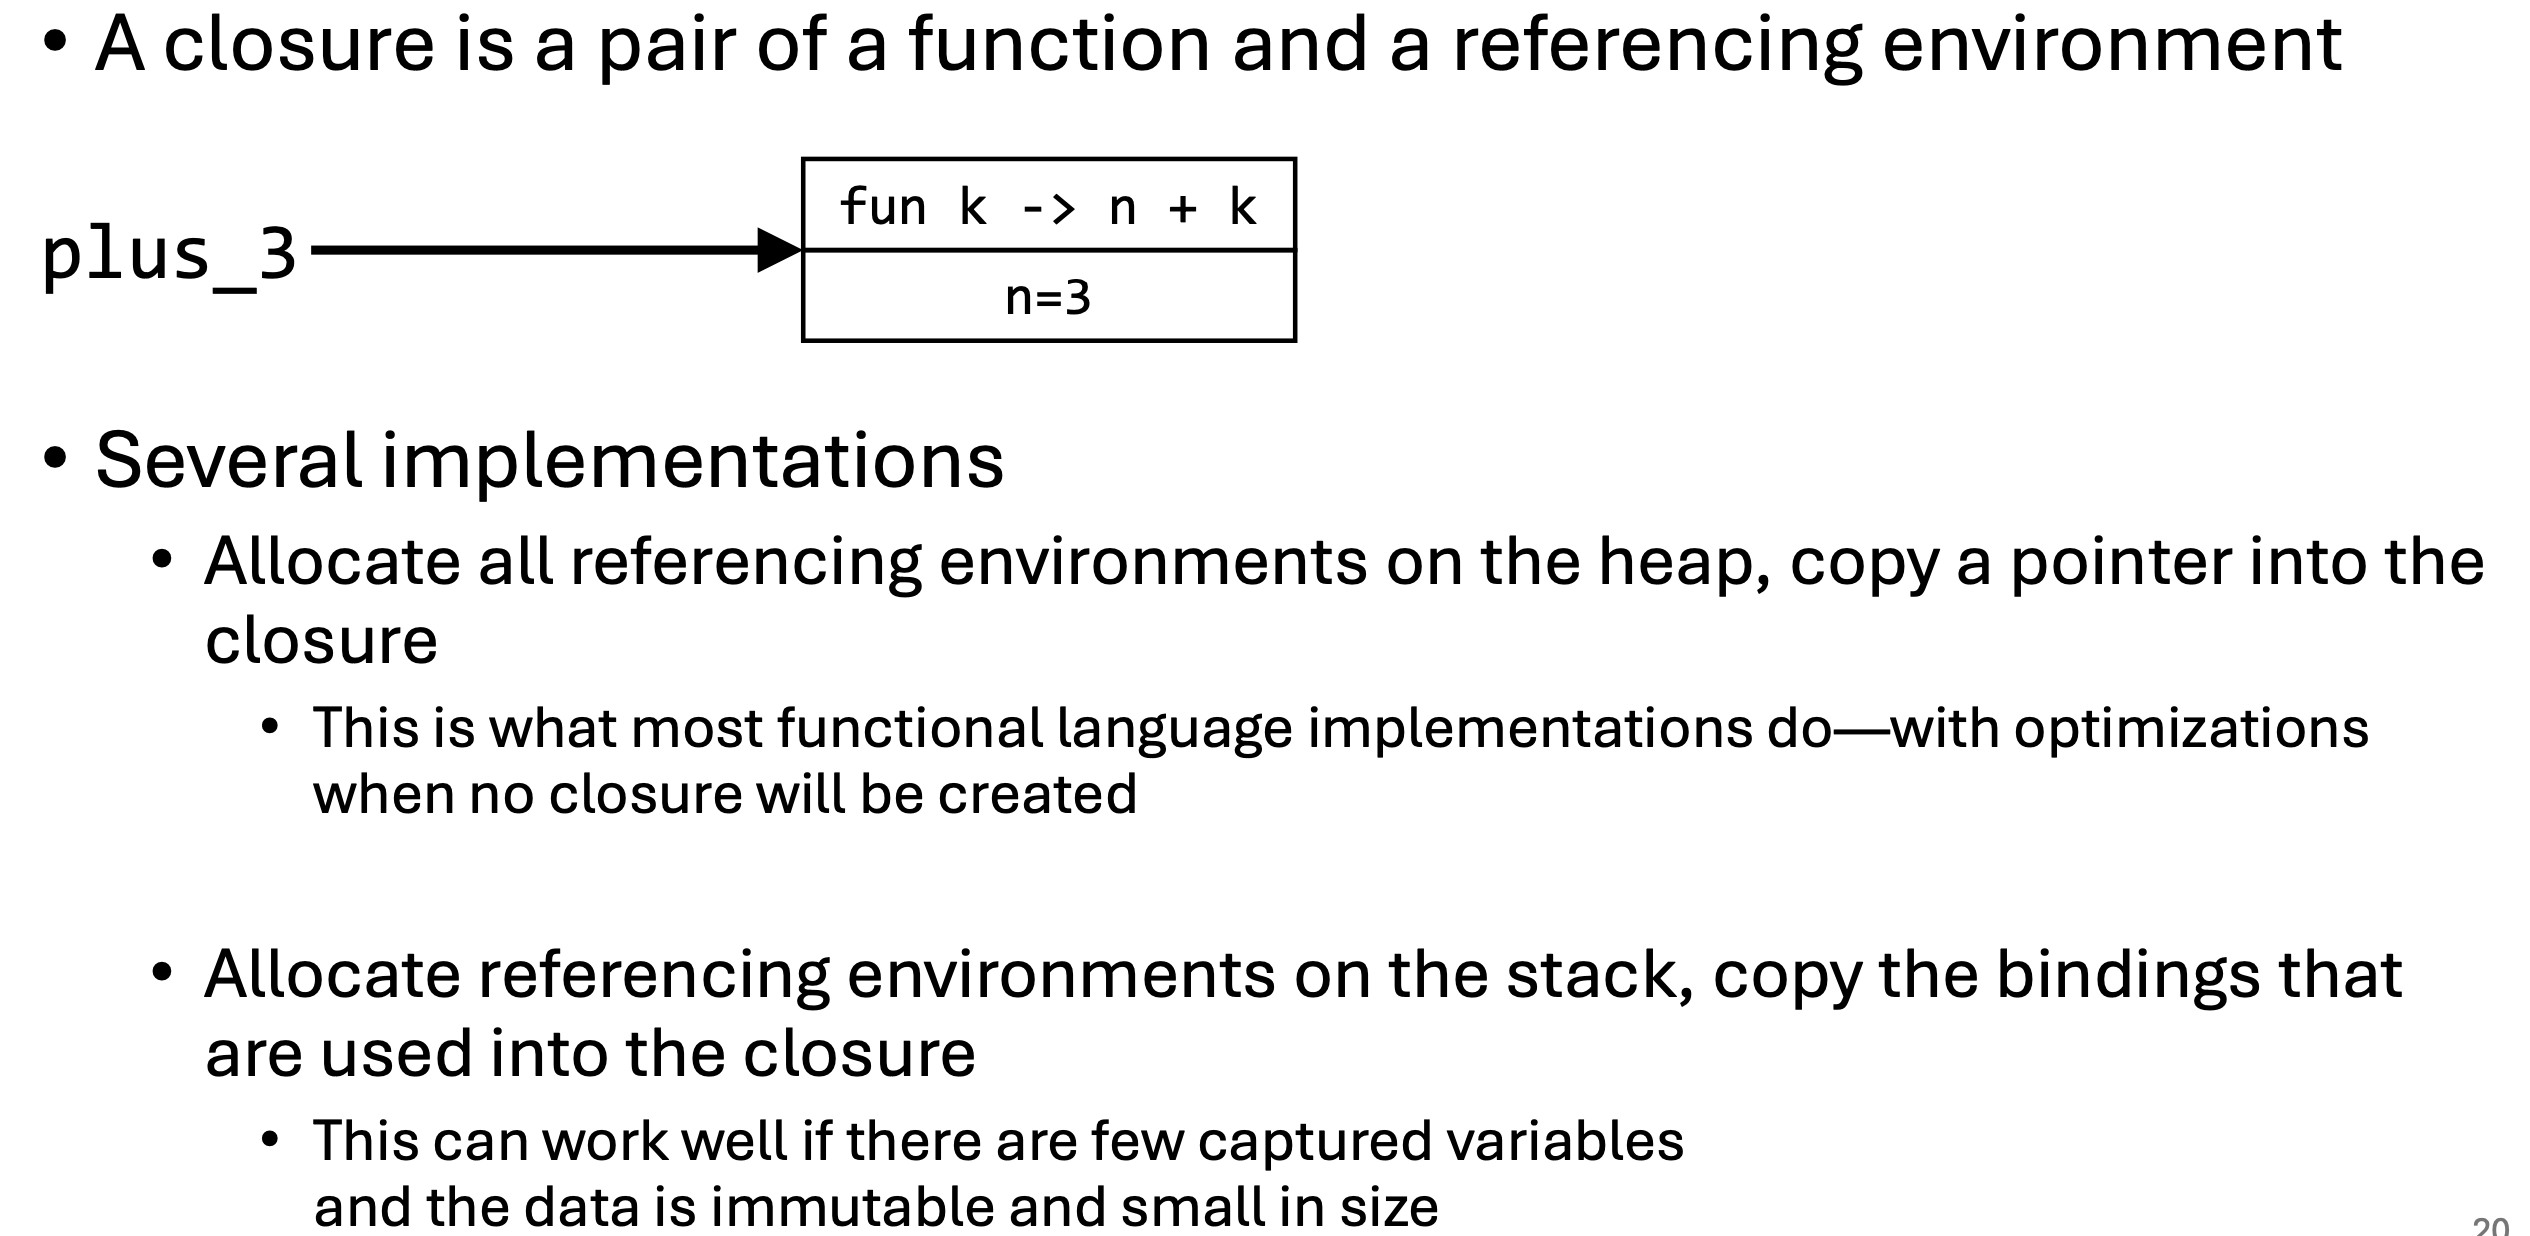 • A closure is a pair of a function and a referencing environment
fun k -> n + k
plus_3
n=3
• Several implementations
• Allocate all referencing environments on the heap, copy a pointer into the
closure
• This is what most functional language implementations do—with optimizations
when no closure will be created
• Allocate referencing environments on the stack, copy the bindings that
are used into the closure
• This can work well if there are few captured variables
and the data is immutable and small in size
20